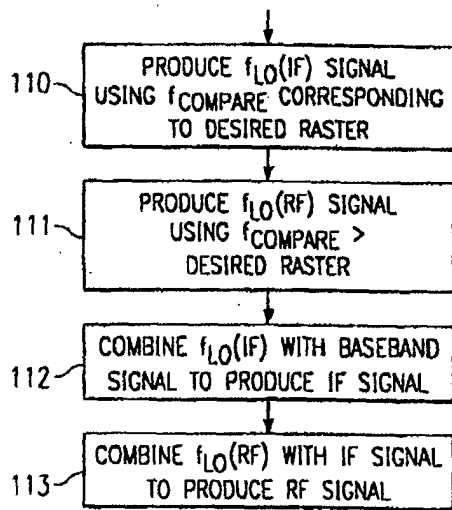 110
PRODUCE fLO(IF) SIGNAL
USING fCOMPARE CORRESPONDING
TO DESIRED RASTER
111
PRODUCE fLO(RF) SIGNAL
USING fCOMPARE >
DESIRED RASTER
112
COMBINE fLO(IF) WITH BASEBAND
SIGNAL TO PRODUCE IF SIGNAL
113
COMBINE fLO(RF) WITH IF SIGNAL
TO PRODUCE RF SIGNAL